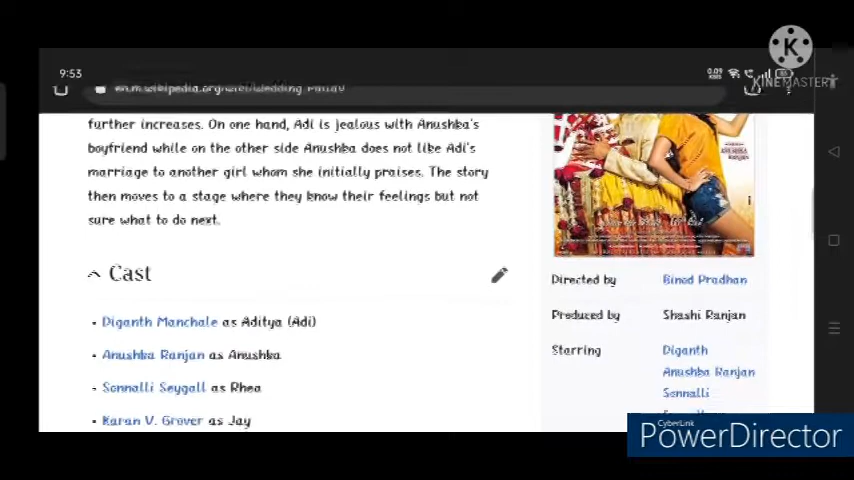 9:53
KINEMASTER
further increases. On one hand, Adi is jealous with Anushka's
boyfriend while on the other side Anushka does not like Adi's
marriage to another girl whom she initially praises. The story
then moves to a stage where they know their feelings but not
sure what to do next.
Cast
• Diganth Manchale as Aditya (Adi)
• Anushka Ranjan as Anushka
• Sonnalli Seygall as Rhea
• Karan V. Grover as Jay
ANUSHKA
RANJAN
Directed by Binod Pradhan
Produced by Shashi Ranjan
Starring Diganth
Anushka Ranjan
Sonnalli
CyberLink
PowerDirector